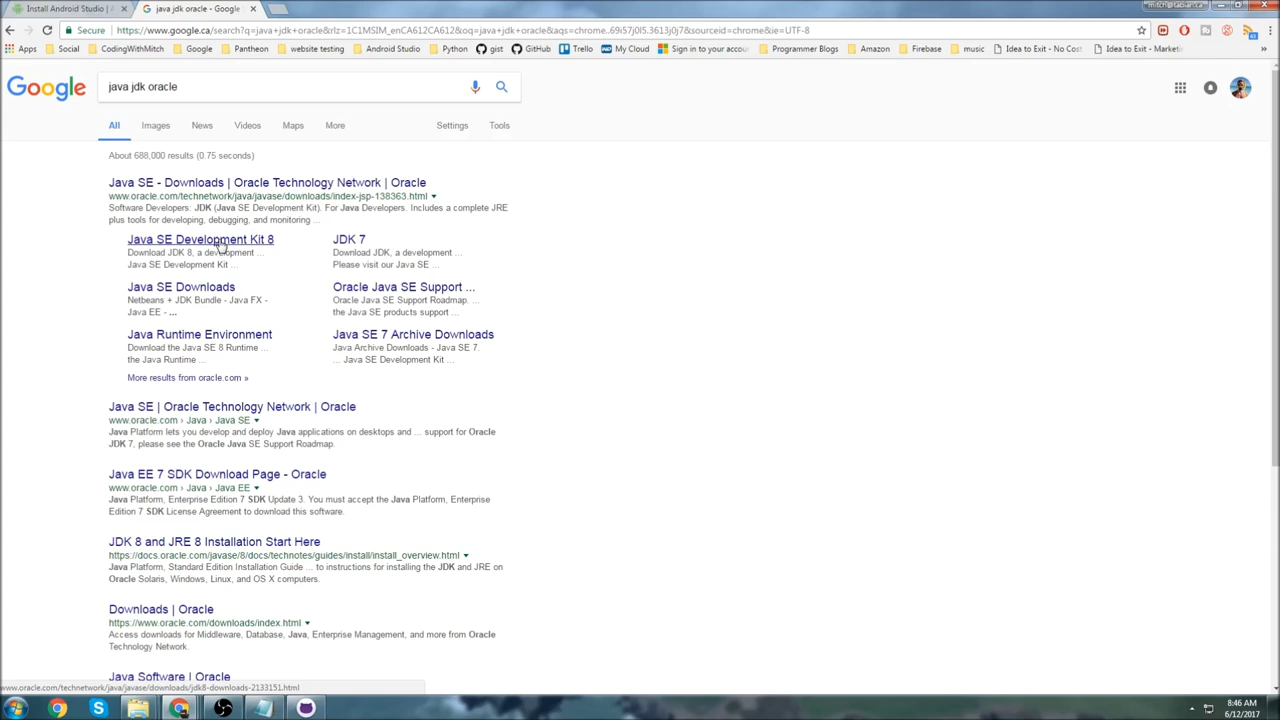 Install Android Studio | A
java jdk oracle - Google
mitch@tabian.ca
Secure
https://www.google.ca/search?q=java+jdk+oracle&rlz=1C1MSIM_enCA612CA612&oq=java+jdk+oracle&aqs=chrome..69i57j0l5.3613j0j7&sourceid=chrome&ie=UTF-8
Apps Social CodingWithMitch Google Pantheon website testing Android Studio Python gist GitHub Trello My Cloud Sign in to your accou Programmer Blogs Amazon Firebase music Idea to Exit - No Cost Idea to Exit - Marketi
Google
java jdk oracle
All Images News Videos Maps More Settings Tools
About 688,000 results (0.75 seconds)
Java SE - Downloads | Oracle Technology Network | Oracle
www.oracle.com/technetwork/java/javase/downloads/index-jsp-138363.html
Software Developers: JDK (Java SE Development Kit). For Java Developers. Includes a complete JRE
plus tools for developing, debugging, and monitoring ...
Java SE Development Kit 8
Download JDK 8, a development ...
Java SE Development Kit ...
JDK 7
Download JDK, a development ...
Please visit our Java SE ...
Java SE Downloads
Netbeans + JDK Bundle - Java FX -
Java EE - ...
Oracle Java SE Support ...
Oracle Java SE Support Roadmap. ...
the Java SE products support ...
Java Runtime Environment
Download the Java SE 8 Runtime ...
the Java Runtime ...
Java SE 7 Archive Downloads
Java Archive Downloads - Java SE 7.
... Java SE Development Kit ...
More results from oracle.com »
Java SE | Oracle Technology Network | Oracle
www.oracle.com › Java › Java SE
Java Platform lets you develop and deploy Java applications on desktops and ... support for Oracle
JDK 7, please see the Oracle Java SE Support Roadmap.
Java EE 7 SDK Download Page - Oracle
www.oracle.com › Java › Java EE
Java Platform, Enterprise Edition 7 SDK Update 3. You must accept the Java Platform, Enterprise
Edition 7 SDK License Agreement to download this software.
JDK 8 and JRE 8 Installation Start Here
https://docs.oracle.com/javase/8/docs/technotes/guides/install/install_overview.html
Java Platform, Standard Edition Installation Guide ... to instructions for installing the JDK and JRE on
Oracle Solaris, Windows, Linux, and OS X computers.
Downloads | Oracle
https://www.oracle.com/downloads/index.html
Access downloads for Middleware, Database, Java, Enterprise Management, and more from Oracle
Technology Network.
Java Software | Oracle
www.oracle.com/technetwork/java/javase/downloads/jdk8-downloads-2133151.html
8:46 AM
6/12/2017